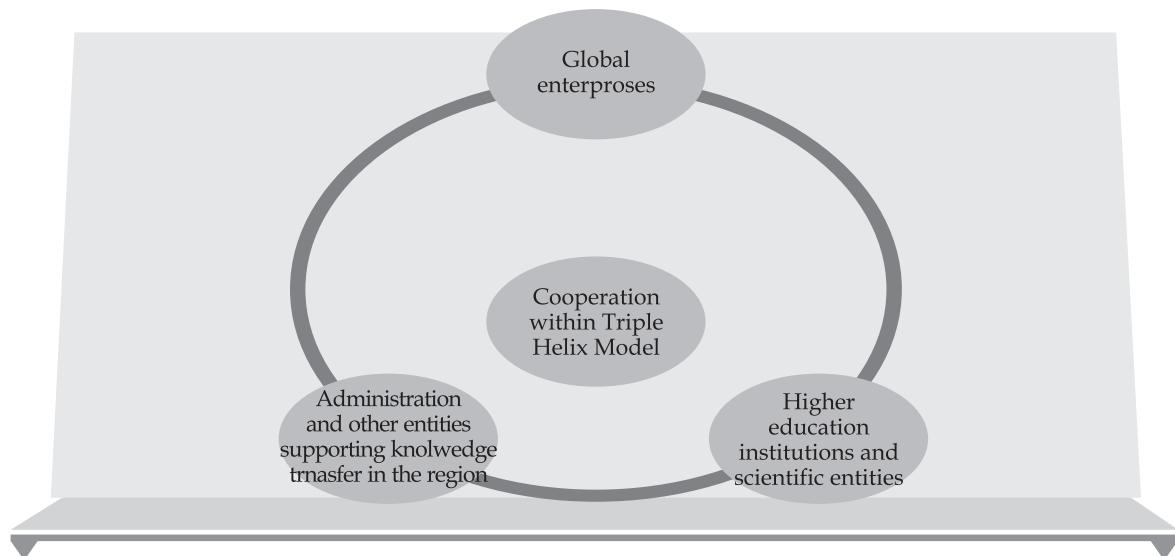 Global
enterproses
Cooperation
within Triple
Helix Model
Administration
and other entities
supporting knolwedge
trnasfer in the region
Higher
education
institutions and
scientific entities